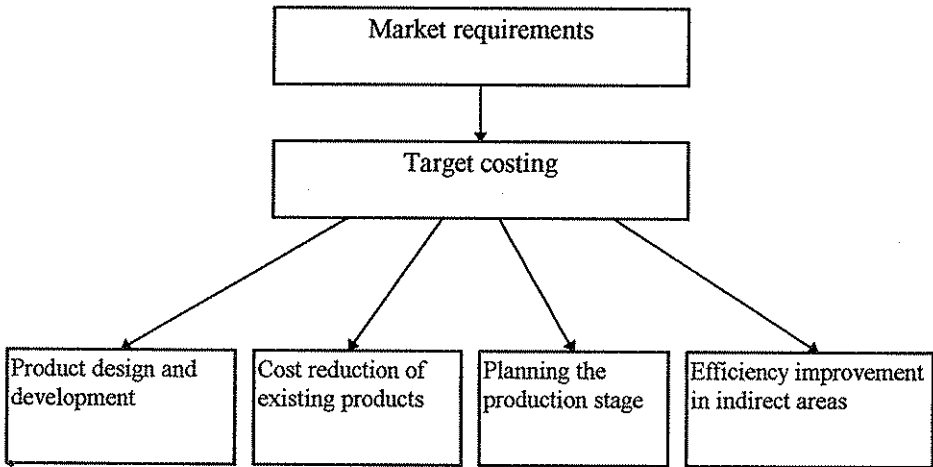 Market requirements
Target costing
Product design and
development
Cost reduction of
existing products
Planning the
production stage
Efficiency improvement
in indirect areas